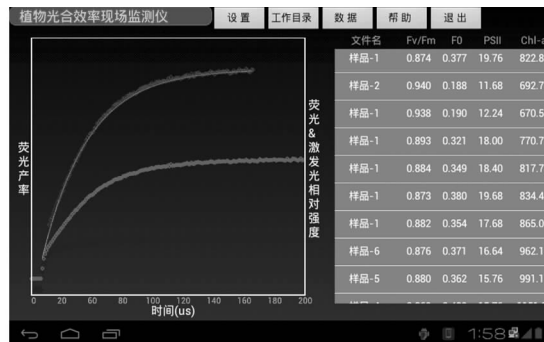 植物光合效率现场监测仪 设 置 工作目录 数 据 帮 助 退 出
文件名 Fv/Fm F0 PSII Chl-a
样品-1 0.874 0.377 19.76 822.8
样品-2 0.940 0.188 11.68 692.7
样品-1 0.938 0.190 12.24 670.5
样品-1 0.893 0.321 18.00 770.7
样品-1 0.884 0.349 18.40 817.7
样品-1 0.873 0.380 19.68 834.4
样品-1 0.882 0.354 17.68 865.0
样品-6 0.876 0.371 16.64 962.1
样品-5 0.880 0.362 15.76 991.1
荧光产率
荧光&激发光相对强度
0 20 60 80 100 120 140 160 180 200
时间(us)
1:58